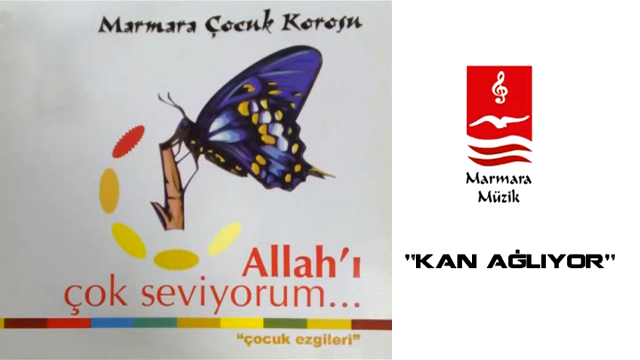 Marmara Çocuk Korosu
Allah'ı
çok seviyorum...
"çocuk ezgileri"
Marmara
Müzik
"KAN AĞLIYOR"